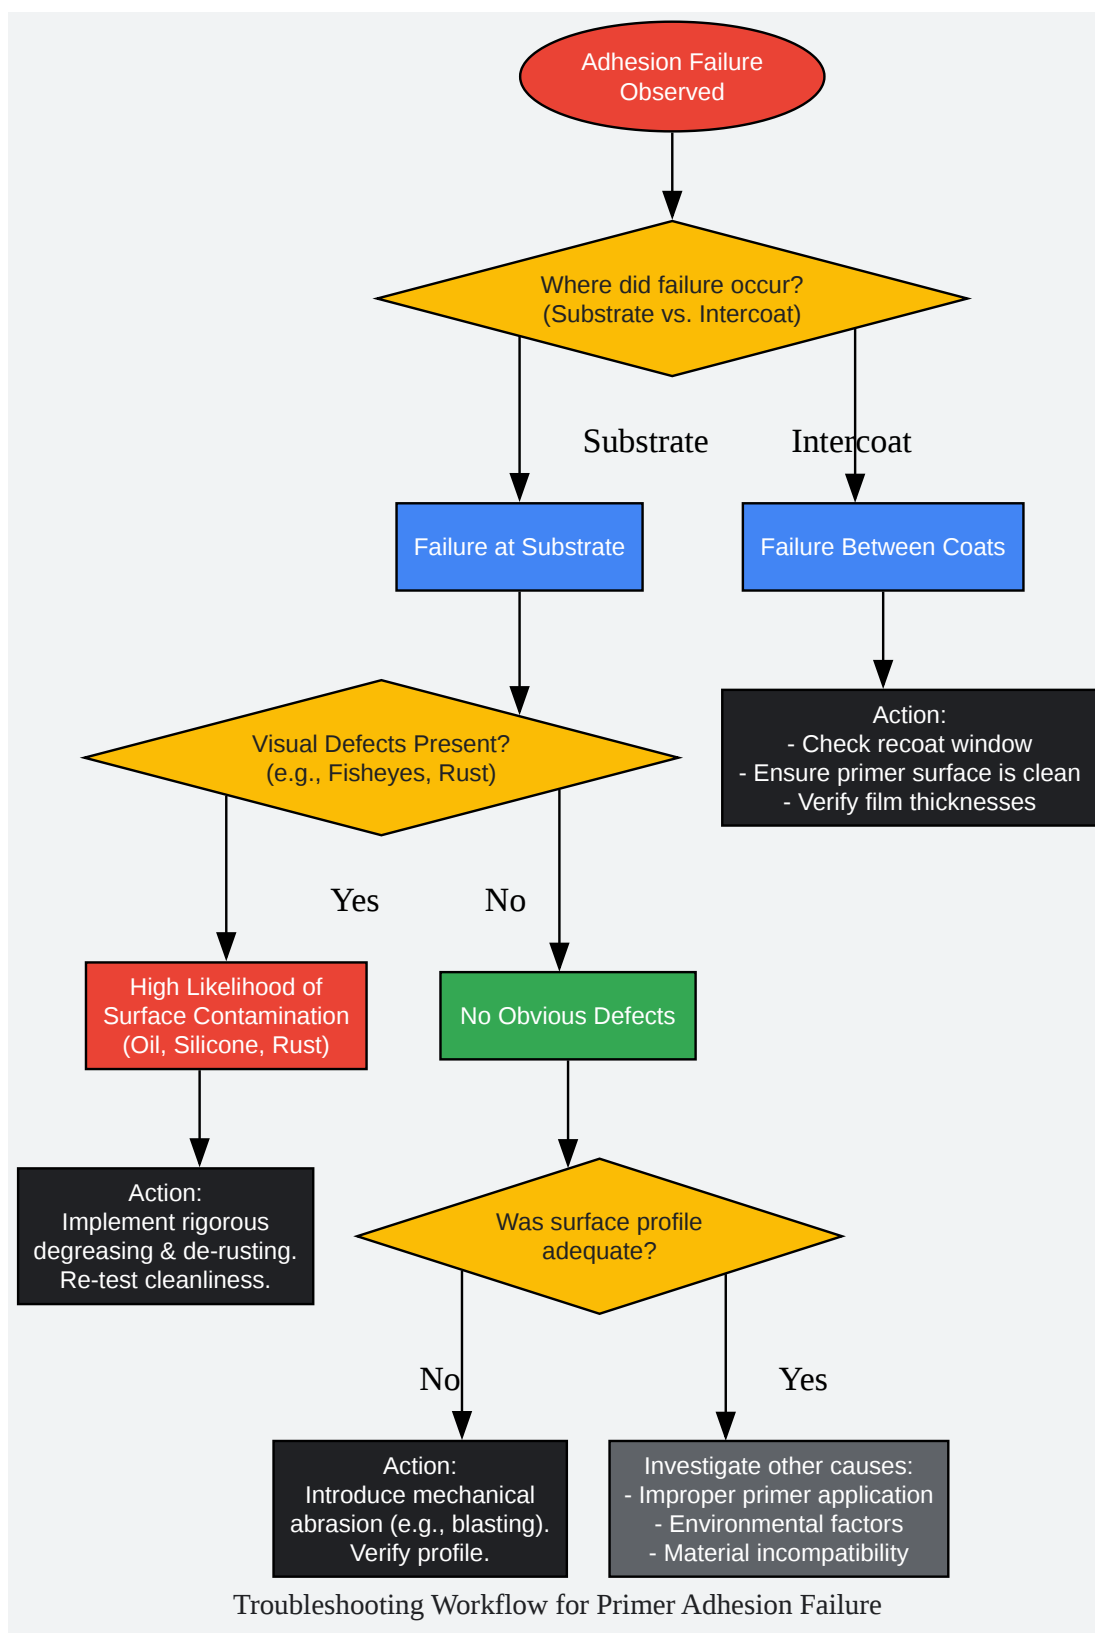 Adhesion Failure
Observed
Where did failure occur?
(Substrate vs. Intercoat)
Substrate
Intercoat
Failure at Substrate
Failure Between Coats
Action:
- Check recoat window
- Ensure primer surface is clean
- Verify film thicknesses
Visual Defects Present?
(e.g., Fisheyes, Rust)
Yes
No
High Likelihood of
Surface Contamination
(Oil, Silicone, Rust)
No Obvious Defects
Action:
Implement rigorous
degreasing & de-rusting.
Re-test cleanliness.
Was surface profile
adequate?
No
Yes
Action:
Introduce mechanical
abrasion (e.g., blasting).
Verify profile.
Investigate other causes:
- Improper primer application
- Environmental factors
- Material incompatibility
Troubleshooting Workflow for Primer Adhesion Failure